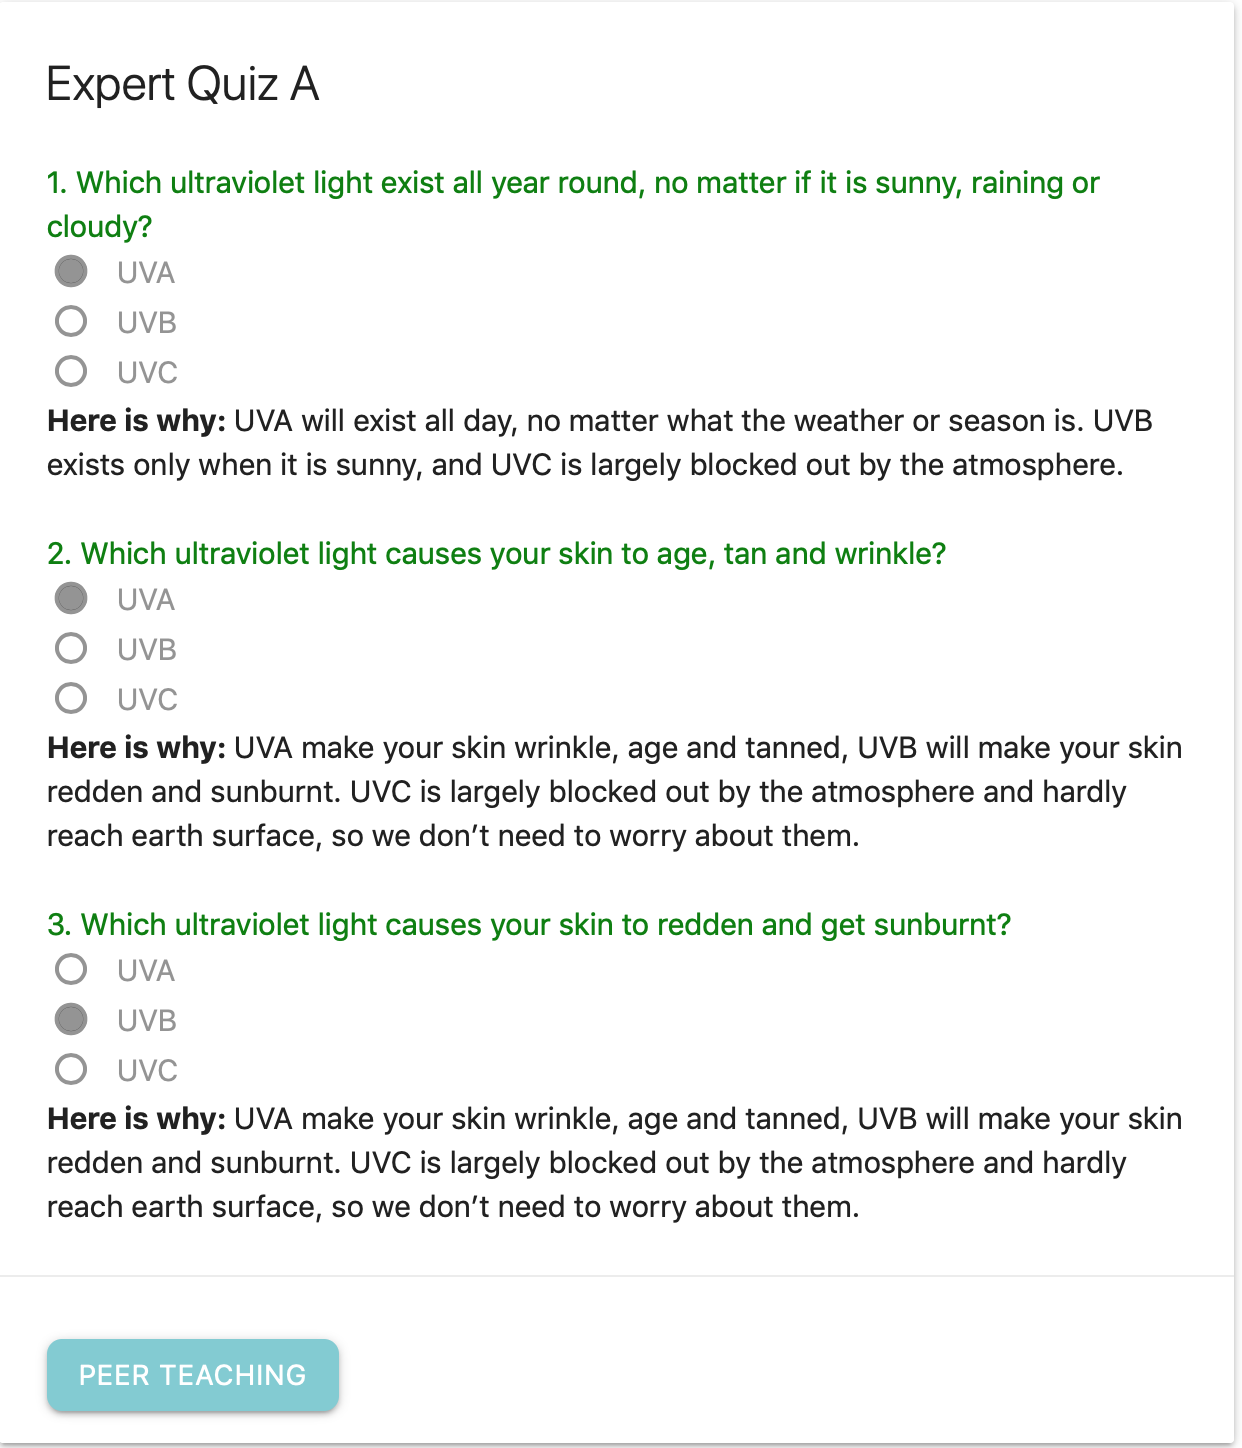 Expert Quiz A
1. Which ultraviolet light exist all year round, no matter if it is sunny, raining or
cloudy?
UVA
UVB
UVC
Here is why: UVA will exist all day, no matter what the weather or season is. UVB
exists only when it is sunny, and UVC is largely blocked out by the atmosphere.
2. Which ultraviolet light causes your skin to age, tan and wrinkle?
UVA
UVB
UVC
Here is why: UVA make your skin wrinkle, age and tanned, UVB will make your skin
redden and sunburnt. UVC is largely blocked out by the atmosphere and hardly
reach earth surface, so we don’t need to worry about them.
3. Which ultraviolet light causes your skin to redden and get sunburnt?
UVA
UVB
UVC
Here is why: UVA make your skin wrinkle, age and tanned, UVB will make your skin
redden and sunburnt. UVC is largely blocked out by the atmosphere and hardly
reach earth surface, so we don’t need to worry about them.
PEER TEACHING